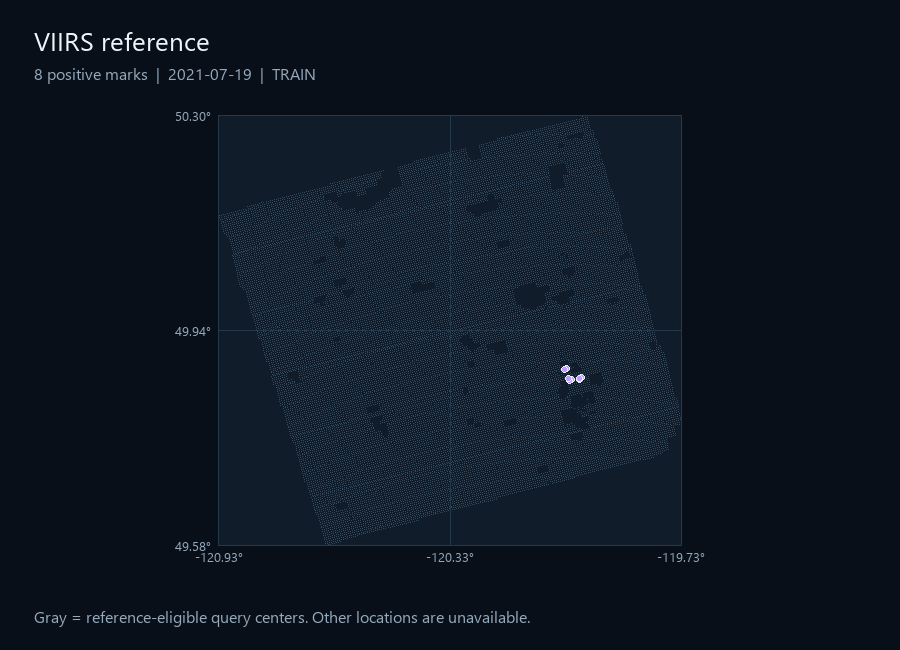 VIIRS reference
8 positive marks | 2021-07-19 | TRAIN
50.30°
49.94°
49.58°
-120.93°
-120.33°
-119.73°
Gray = reference-eligible query centers. Other locations are unavailable.